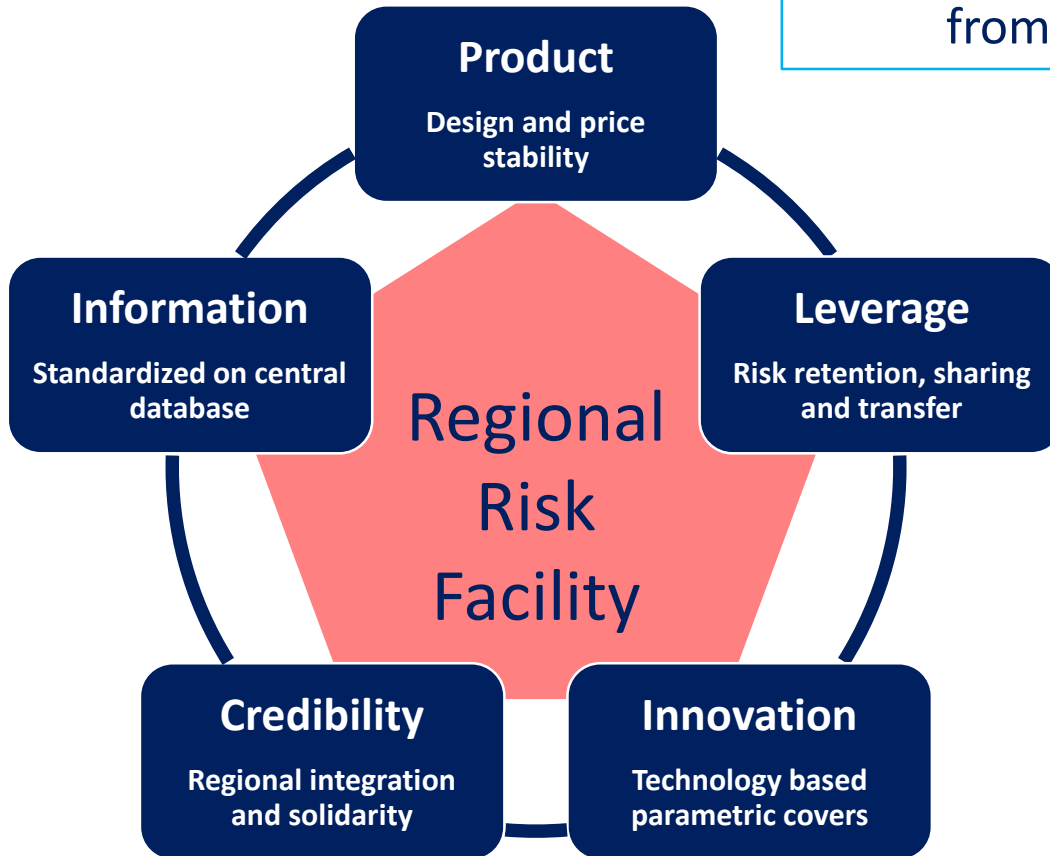 from
Product
Design and price
stability
Information
Standardized on central
database
Leverage
Risk retention, sharing
and transfer
Regional
Risk
Facility
Credibility
Regional integration
and solidarity
Innovation
Technology based
parametric covers